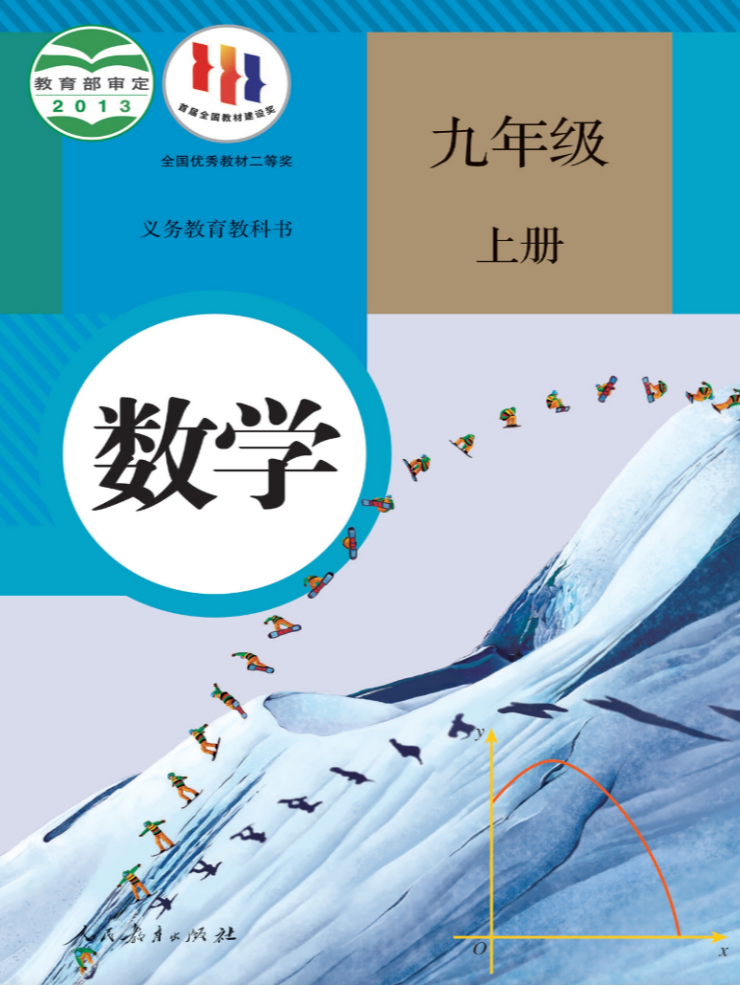 教育部审定
2013
首届全国教材建设奖
全国优秀教材二等奖
义务教育教科书
九年级
上册
数学
y
O
x
人民教育出版社